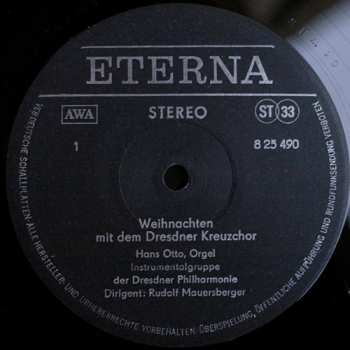 ETERNA
AWA STEREO ST 33
1 8 25 490
Weihnachten
mit dem Dresdner Kreuzchor
Hans Otto, Orgel
Instrumentalgruppe
der Dresdner Philharmonie
Dirigent: Rudolf Mauersberger
VEB DEUTSCHE SCHALLPLATTEN · ALLE HERSTELLER- UND URHEBERRECHTE VORBEHALTEN · ÜBERSPIELUNG, ÖFFENTLICHE AUFFÜHRUNG UND RUNDFUNKSENDUNG VERBOTEN